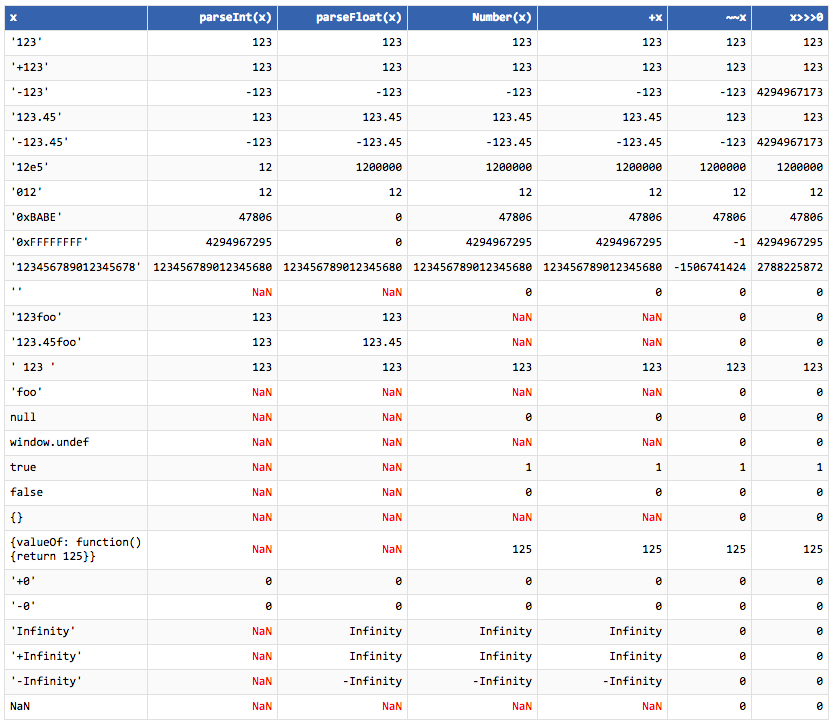 x parseInt(x) parseFloat(x) Number(x) +x ~~x x>>>0
'123' 123 123 123 123 123 123
'+123' 123 123 123 123 123 123
'-123' -123 -123 -123 -123 -123 4294967173
'123.45' 123 123.45 123.45 123.45 123 123
'-123.45' -123 -123.45 -123.45 -123.45 -123 4294967173
'12e5' 12 1200000 1200000 1200000 1200000 1200000
'012' 12 12 12 12 12 12
'0xBABE' 47806 0 47806 47806 47806 47806
'0xFFFFFFFF' 4294967295 0 4294967295 4294967295 -1 4294967295
'123456789012345678' 123456789012345680 123456789012345680 123456789012345680 123456789012345680 -1506741424 2788225872
'' NaN NaN 0 0 0 0
'123foo' 123 123 NaN NaN 0 0
'123.45foo' 123 123.45 NaN NaN 0 0
' 123 ' 123 123 123 123 123 123
'foo' NaN NaN NaN NaN 0 0
null NaN NaN 0 0 0 0
window.undef NaN NaN NaN NaN 0 0
true NaN NaN 1 1 1 1
false NaN NaN 0 0 0 0
{} NaN NaN NaN NaN 0 0
{valueOf: function()
{return 125}} NaN NaN 125 125 125 125
'+0' 0 0 0 0 0 0
'-0' 0 0 0 0 0 0
'Infinity' NaN Infinity Infinity Infinity 0 0
'+Infinity' NaN Infinity Infinity Infinity 0 0
'-Infinity' NaN -Infinity -Infinity -Infinity 0 0
NaN NaN NaN NaN NaN 0 0